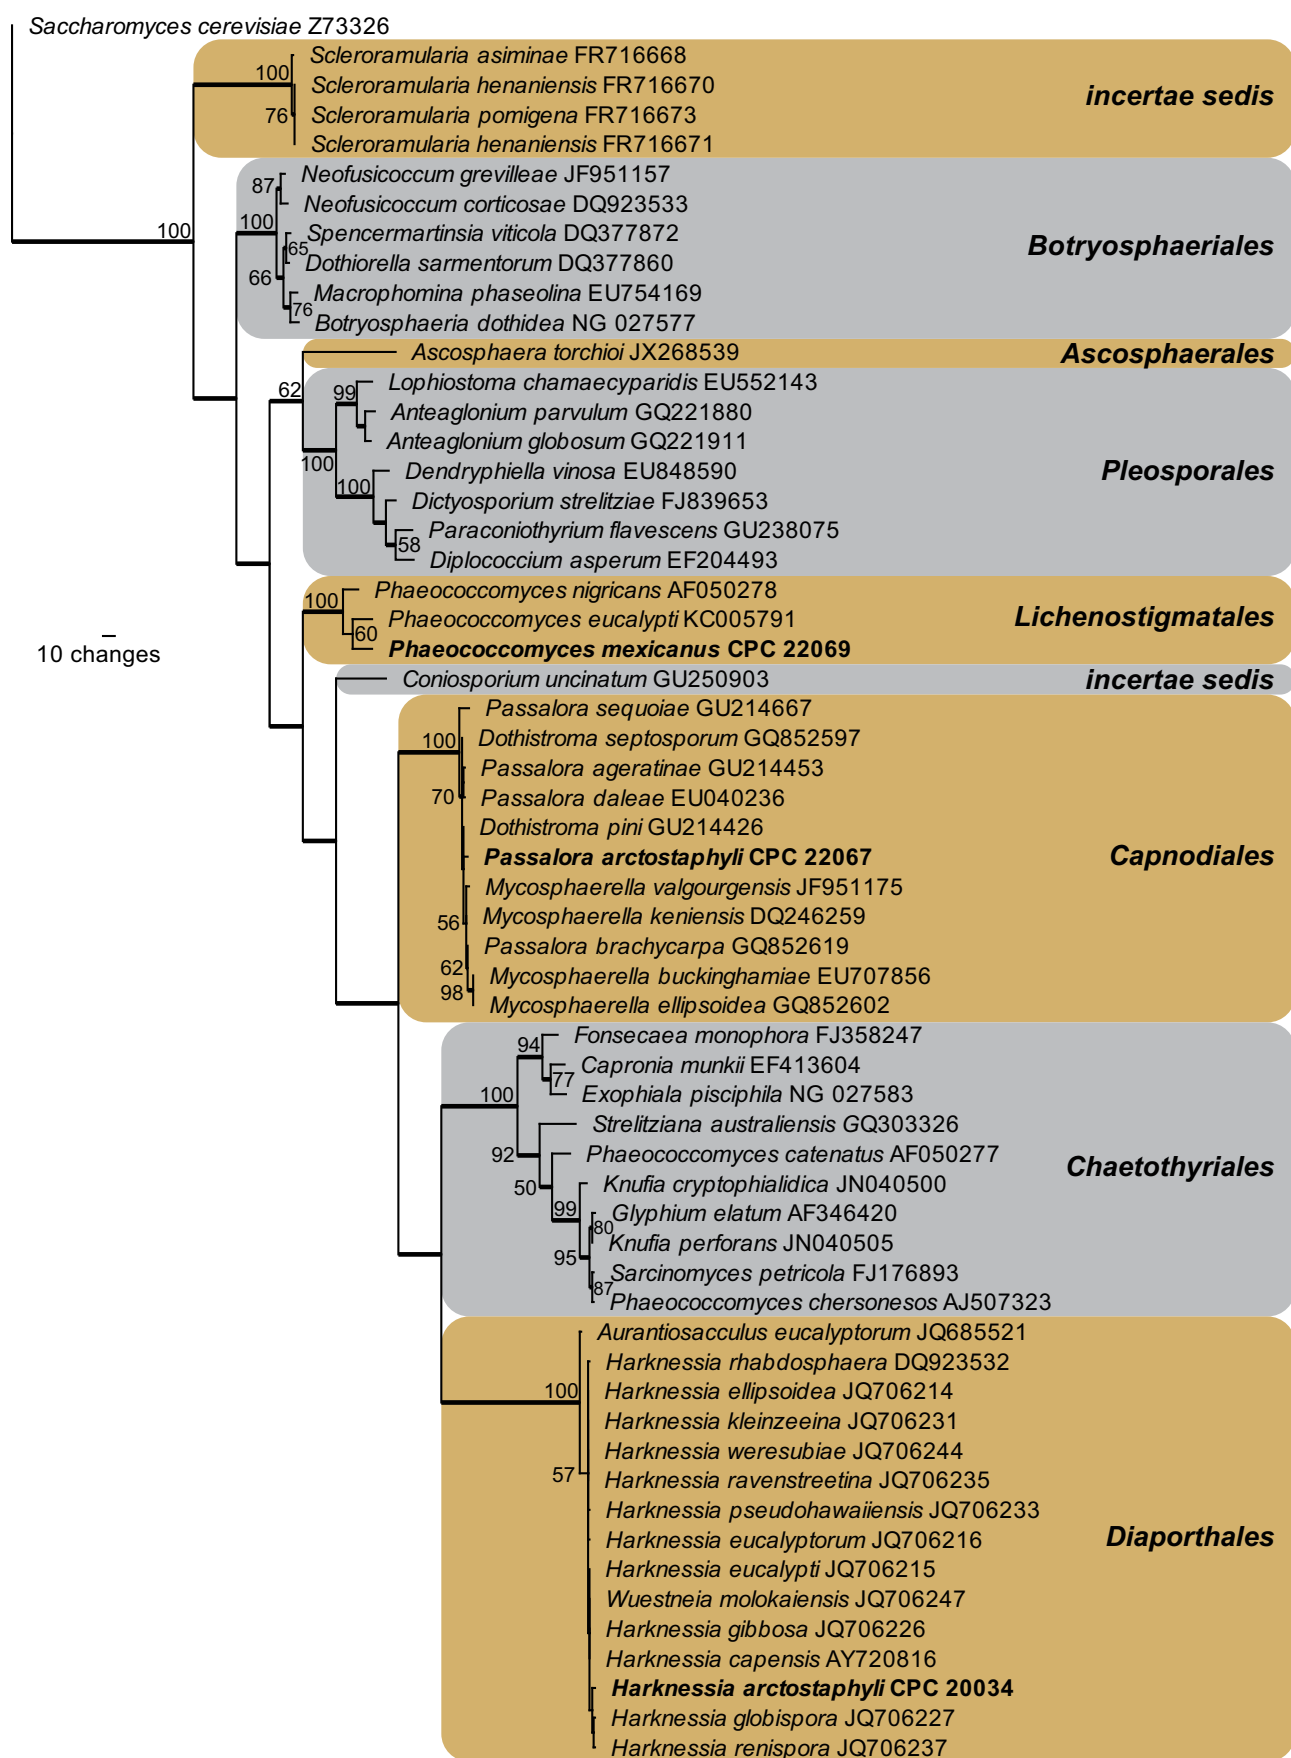 Saccharomyces cerevisiae Z73326
Scleroramularia asiminae FR716668
100
Scleroramularia henaniensis FR716670
incertae sedis
76
Scleroramularia pomigena FR716673
Scleroramularia henaniensis FR716671
Neofusicoccum grevilleae JF951157
87
Neofusicoccum corticosae DQ923533
100
100
Spencermartinsia viticola DQ377872
65
Botryosphaeriales
Dothiorella sarmentorum DQ377860
66
Macrophomina phaseolina EU754169
76
Botryosphaeria dothidea NG 027577
Ascosphaera torchioi JX268539
Ascosphaerales
62
Lophiostoma chamaecyparidis EU552143
99
Anteaglonium parvulum GQ221880
Anteaglonium globosum GQ221911
100
Dendryphiella vinosa EU848590
Pleosporales
100
Dictyosporium strelitziae FJ839653
Paraconiothyrium flavescens GU238075
58
Diplococcium asperum EF204493
Phaeococcomyces nigricans AF050278
100
Phaeococcomyces eucalypti KC005791
Lichenostigmatales
60
Phaeococcomyces mexicanus CPC 22069
10 changes
Coniosporium uncinatum GU250903
incertae sedis
Passalora sequoiae GU214667
100
Dothistroma septosporum GQ852597
Passalora ageratinae GU214453
70
Passalora daleae EU040236
Dothistroma pini GU214426
Passalora arctostaphyli CPC 22067
Capnodiales
Mycosphaerella valgourgensis JF951175
56
Mycosphaerella keniensis DQ246259
Passalora brachycarpa GQ852619
62
Mycosphaerella buckinghamiae EU707856
98
Mycosphaerella ellipsoidea GQ852602
Fonsecaea monophora FJ358247
94
Capronia munkii EF413604
77
100
Exophiala pisciphila NG 027583
Strelitziana australiensis GQ303326
92
Phaeococcomyces catenatus AF050277
Chaetothyriales
50
Knufia cryptophialidica JN040500
99
Glyphium elatum AF346420
80
Knufia perforans JN040505
95
Sarcinomyces petricola FJ176893
87
Phaeococcomyces chersonesos AJ507323
Aurantiosacculus eucalyptorum JQ685521
Harknessia rhabdosphaera DQ923532
100
Harknessia ellipsoidea JQ706214
Harknessia kleinzeeina JQ706231
Harknessia weresubiae JQ706244
57
Harknessia ravenstreetina JQ706235
Harknessia pseudohawaiiensis JQ706233
Harknessia eucalyptorum JQ706216
Diaporthales
Harknessia eucalypti JQ706215
Wuestneia molokaiensis JQ706247
Harknessia gibbosa JQ706226
Harknessia capensis AY720816
Harknessia arctostaphyli CPC 20034
Harknessia globispora JQ706227
Harknessia renispora JQ706237